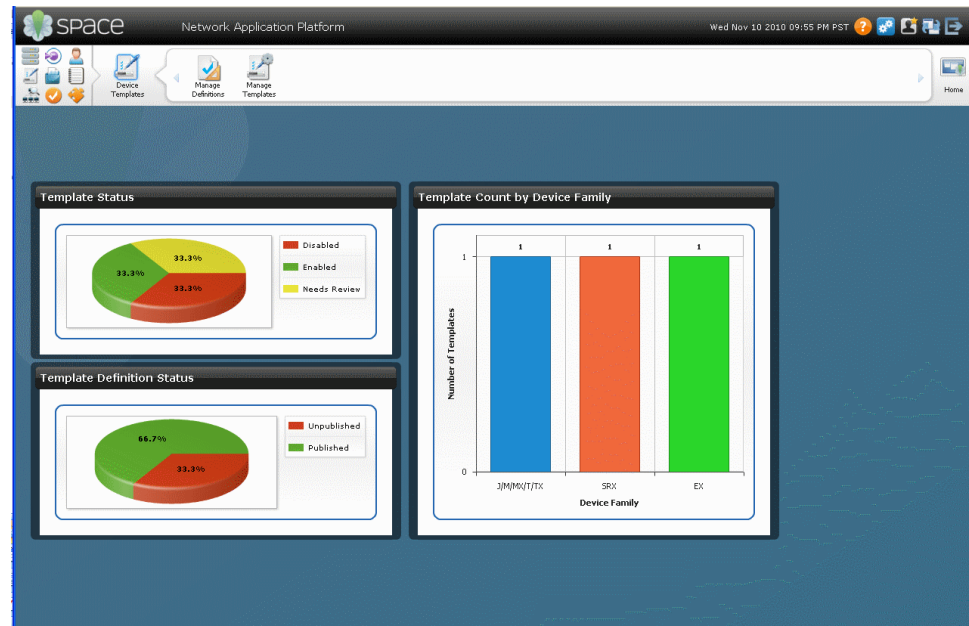 space
Network Application Platform
Wed Nov 10 2010 09:55 PM PST
?
Device
Templates
Manage
Definitions
Manage
Templates
Home
Template Status
33.3%
33.3%
33.3%
Disabled
Enabled
Needs Review
Template Definition Status
66.7%
33.3%
Unpublished
Published
Template Count by Device Family
Number of Templates
1
0
1
1
1
J/M/MX/T/TX
SRX
EX
Device Family